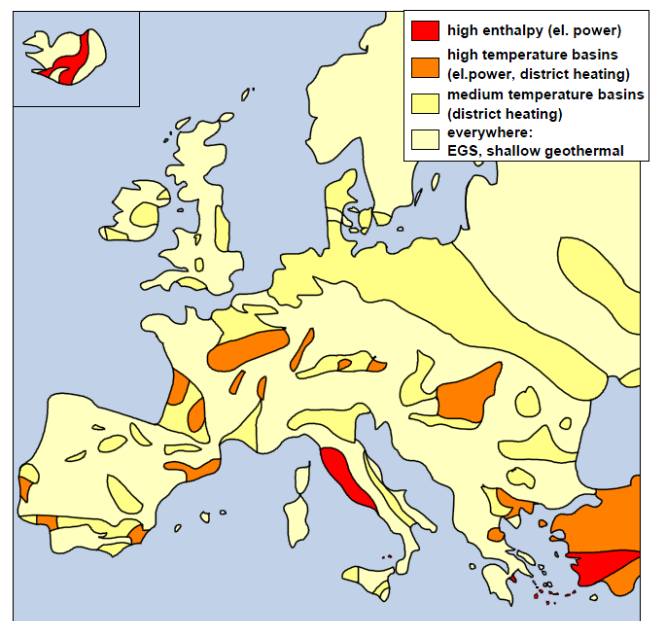 high enthalpy (el. power)
high temperature basins
(el.power, district heating)
medium temperature basins
(district heating)
everywhere:
EGS, shallow geothermal